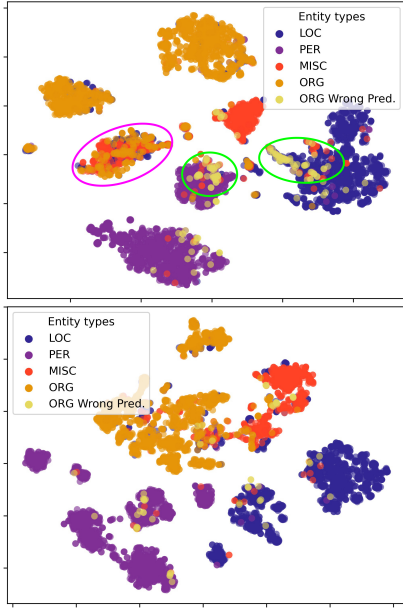 Entity types
LOC
PER
MISC
ORG
ORG Wrong Pred.
Entity types
LOC
PER
MISC
ORG
ORG Wrong Pred.